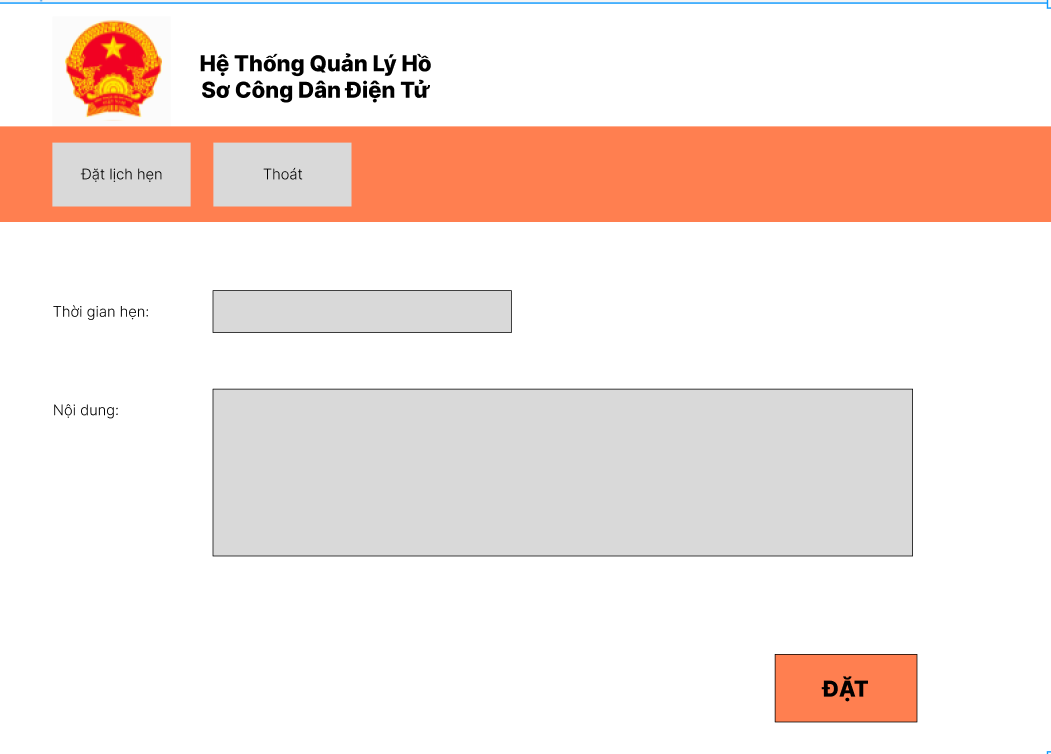 Hệ Thống Quản Lý Hồ
Sơ Công Dân Điện Tử
Đặt lịch hẹn
Thoát
Thời gian hẹn:
Nội dung:
ĐẶT